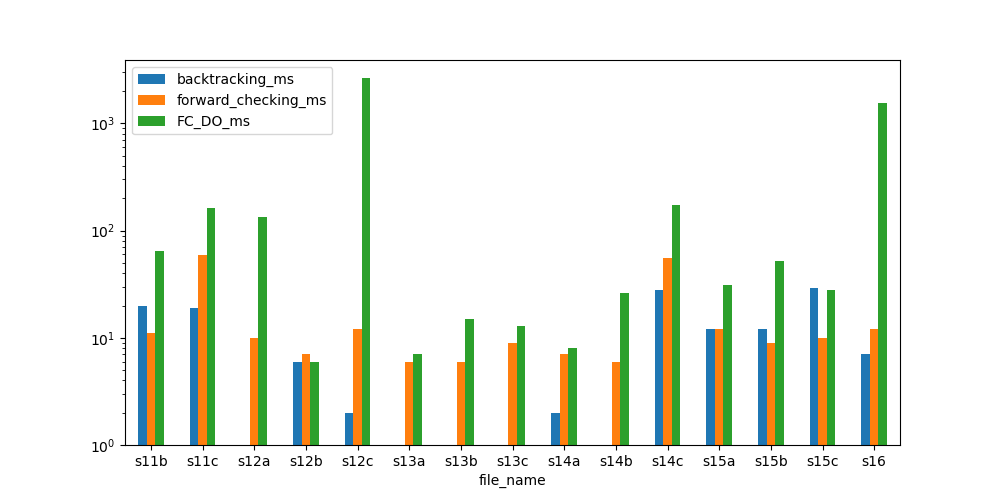 backtracking_ms
forward_checking_ms
FC_DO_ms
10³
10²
10¹
10⁰
s11b s11c s12a s12b s12c s13a s13b s13c s14a s14b s14c s15a s15b s15c s16
file_name